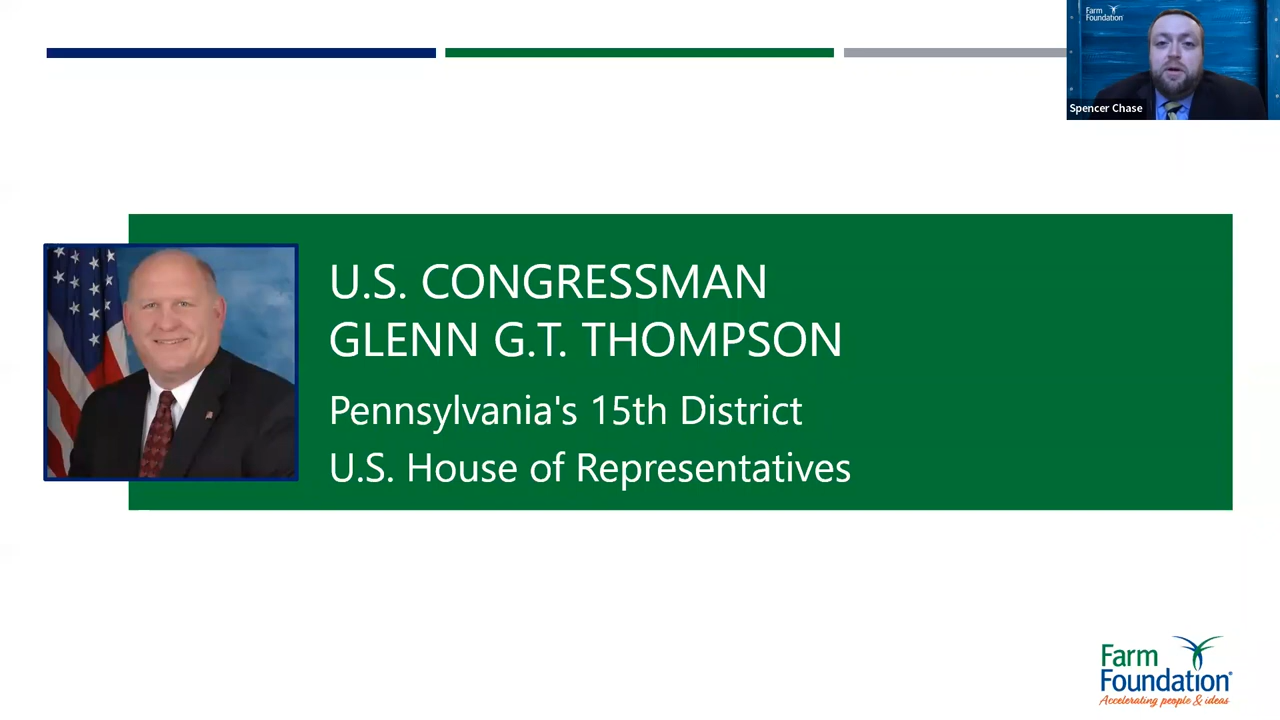 Farm
Foundation
Spencer Chase
U.S. CONGRESSMAN
GLENN G.T. THOMPSON
Pennsylvania's 15th District
U.S. House of Representatives
Farm
Foundation®
Accelerating people & ideas